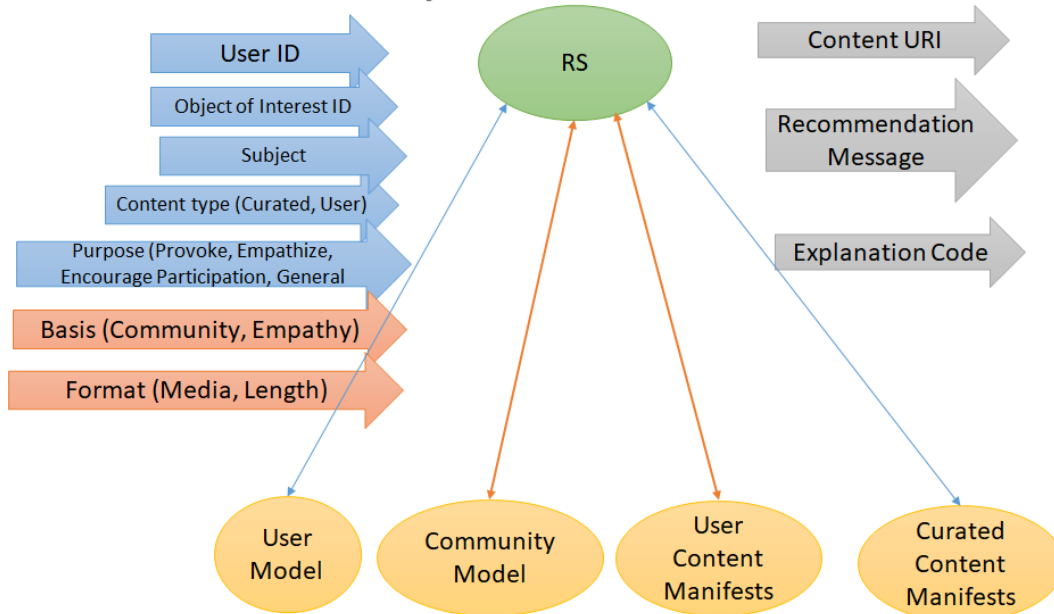 User ID
Object of Interest ID
Subject
Content type (Curated, User)
Purpose (Provoke, Empathize,
Encourage Participation, General
Basis (Community, Empathy)
Format (Media, Length)
RS
Content URI
Recommendation
Message
Explanation Code
User
Model
Community
Model
User
Content
Manifests
Curated
Content
Manifests